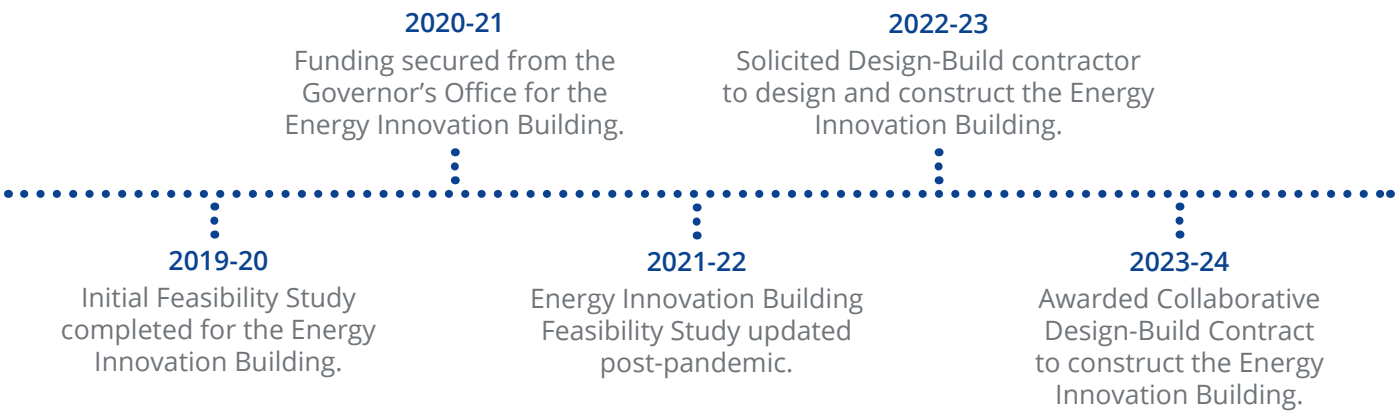 2020-21
Funding secured from the
Governor’s Office for the
Energy Innovation Building.
2022-23
Solicited Design-Build contractor
to design and construct the Energy
Innovation Building.
2019-20
Initial Feasibility Study
completed for the Energy
Innovation Building.
2021-22
Energy Innovation Building
Feasibility Study updated
post-pandemic.
2023-24
Awarded Collaborative
Design-Build Contract
to construct the Energy
Innovation Building.